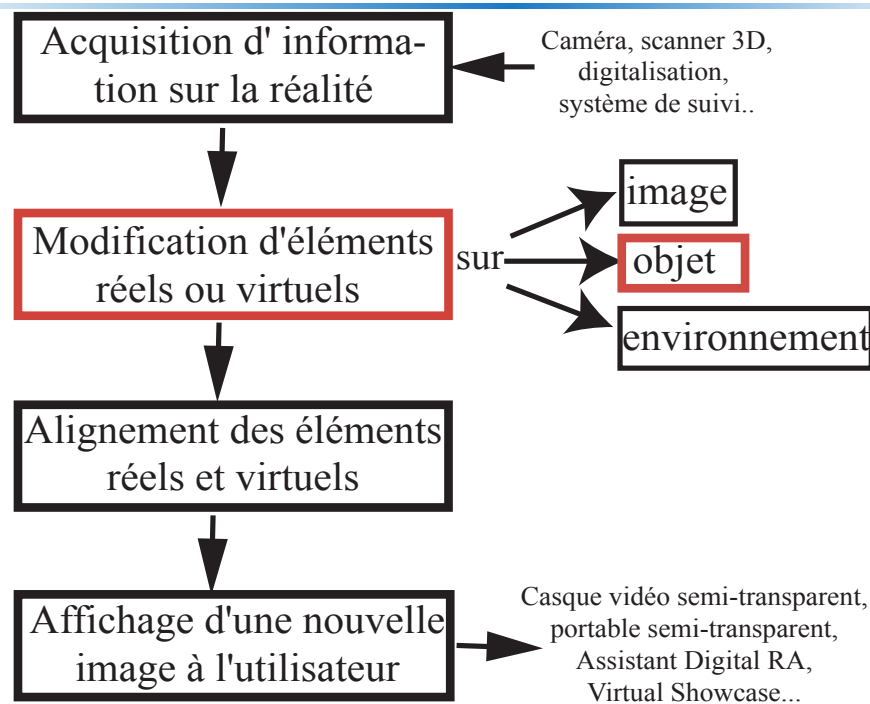 Acquisition d' informa-
tion sur la réalité
Caméra, scanner 3D,
digitalisation,
système de suivi..
Modification d'éléments
réels ou virtuels
sur
image
objet
environnement
Alignement des éléments
réels et virtuels
Affichage d'une nouvelle
image à l'utilisateur
Casque vidéo semi-transparent,
portable semi-transparent,
Assistant Digital RA,
Virtual Showcase...